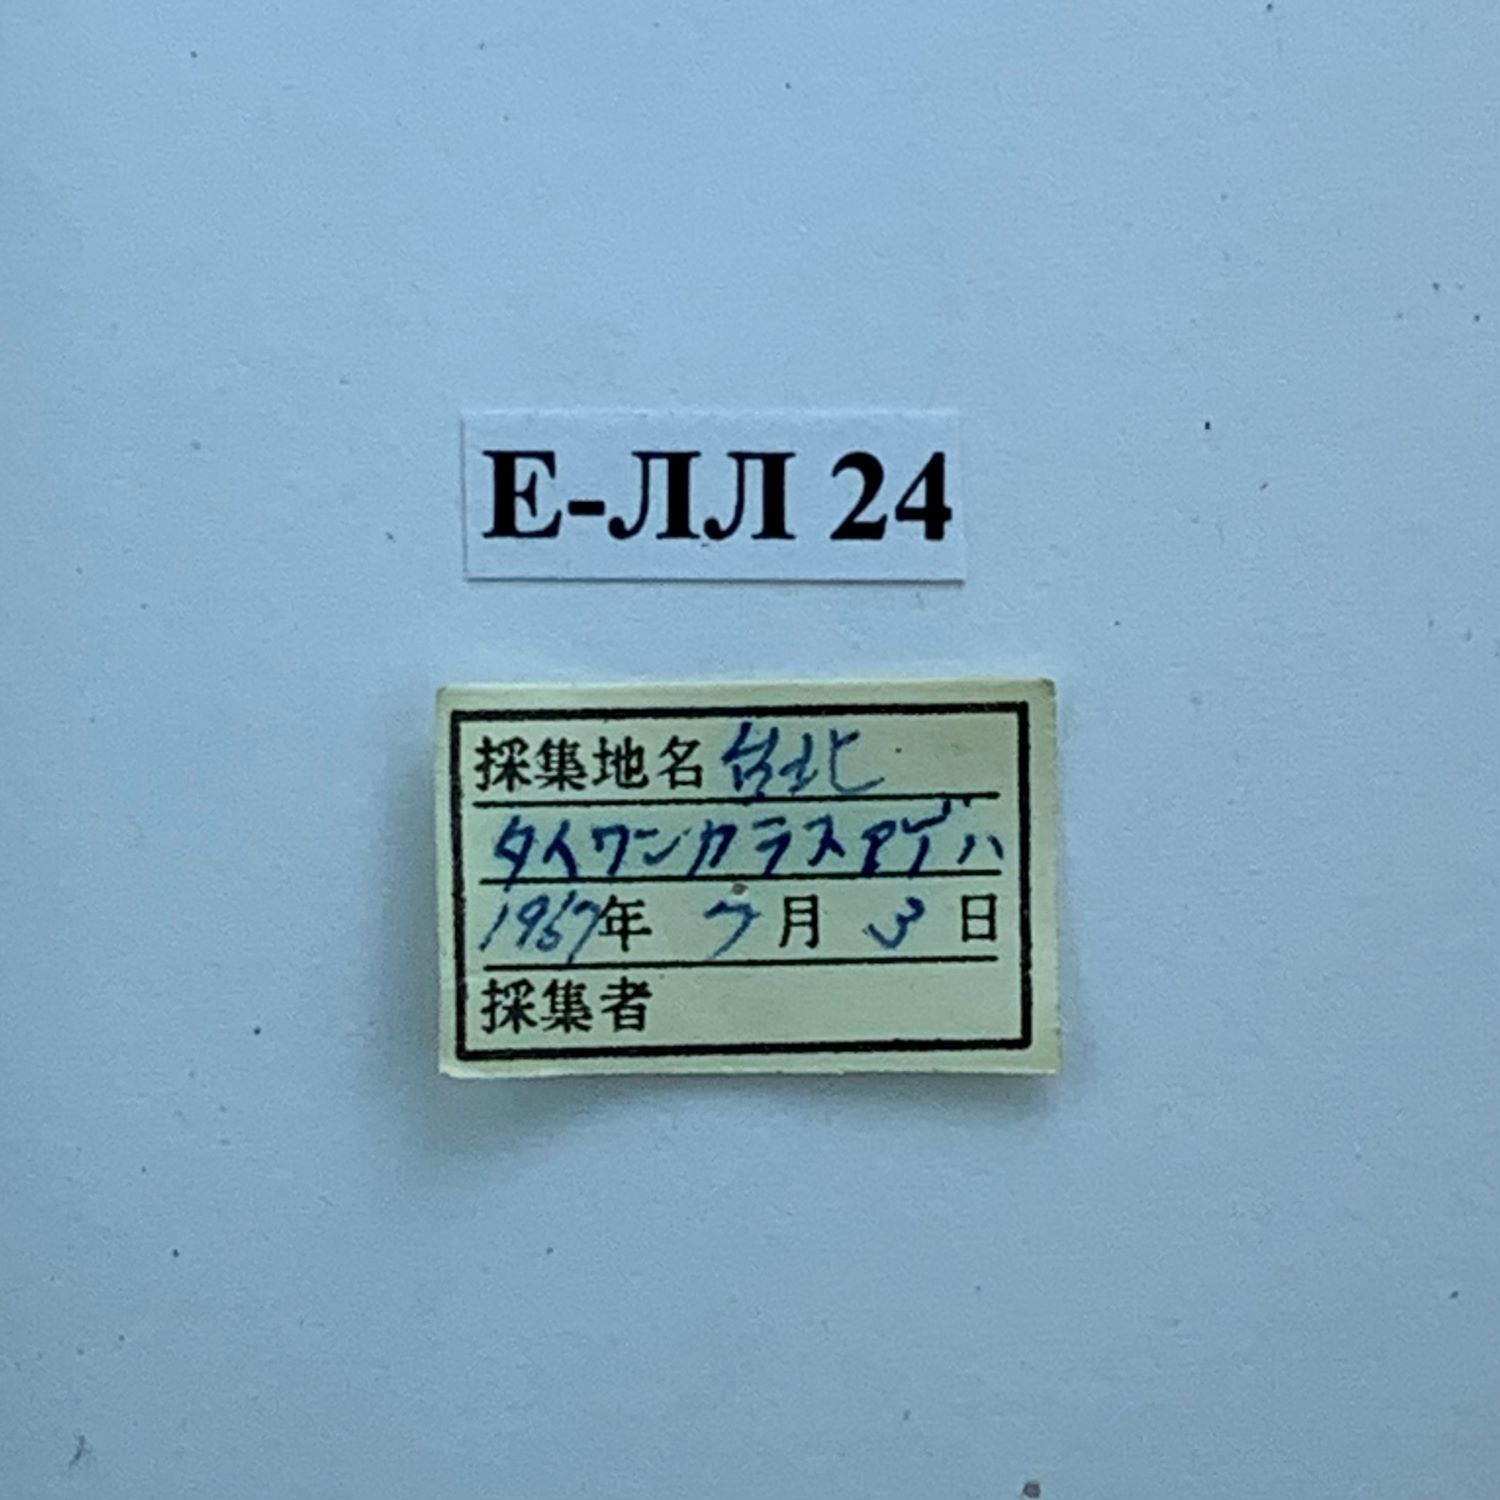 Е-ЛЛ 24
採集地名 台北
タイワンカラスアゲハ
1967年 7月 3日
採集者